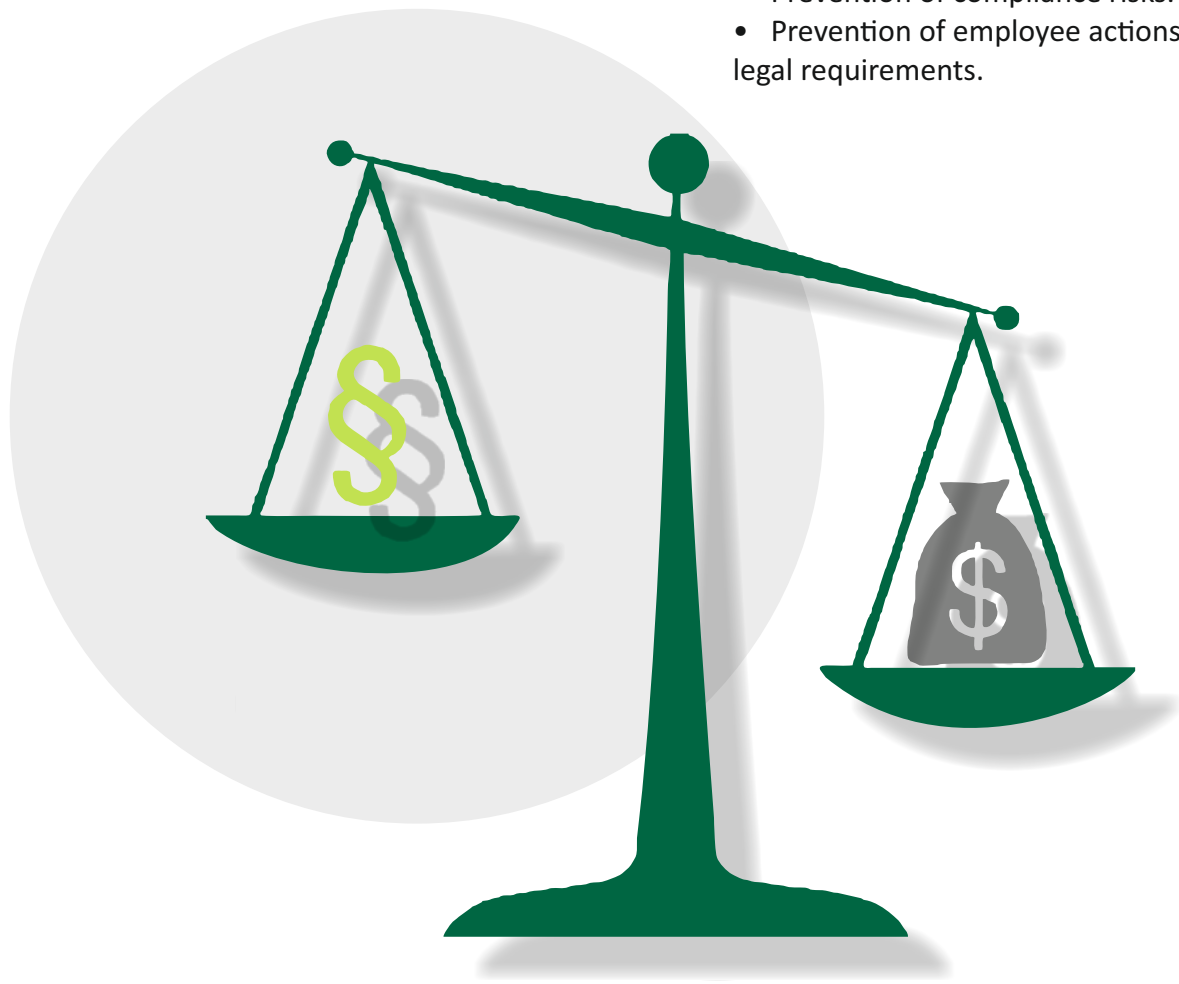 Prevention of compliance risks.
• Prevention of employee actions
legal requirements.
§
$